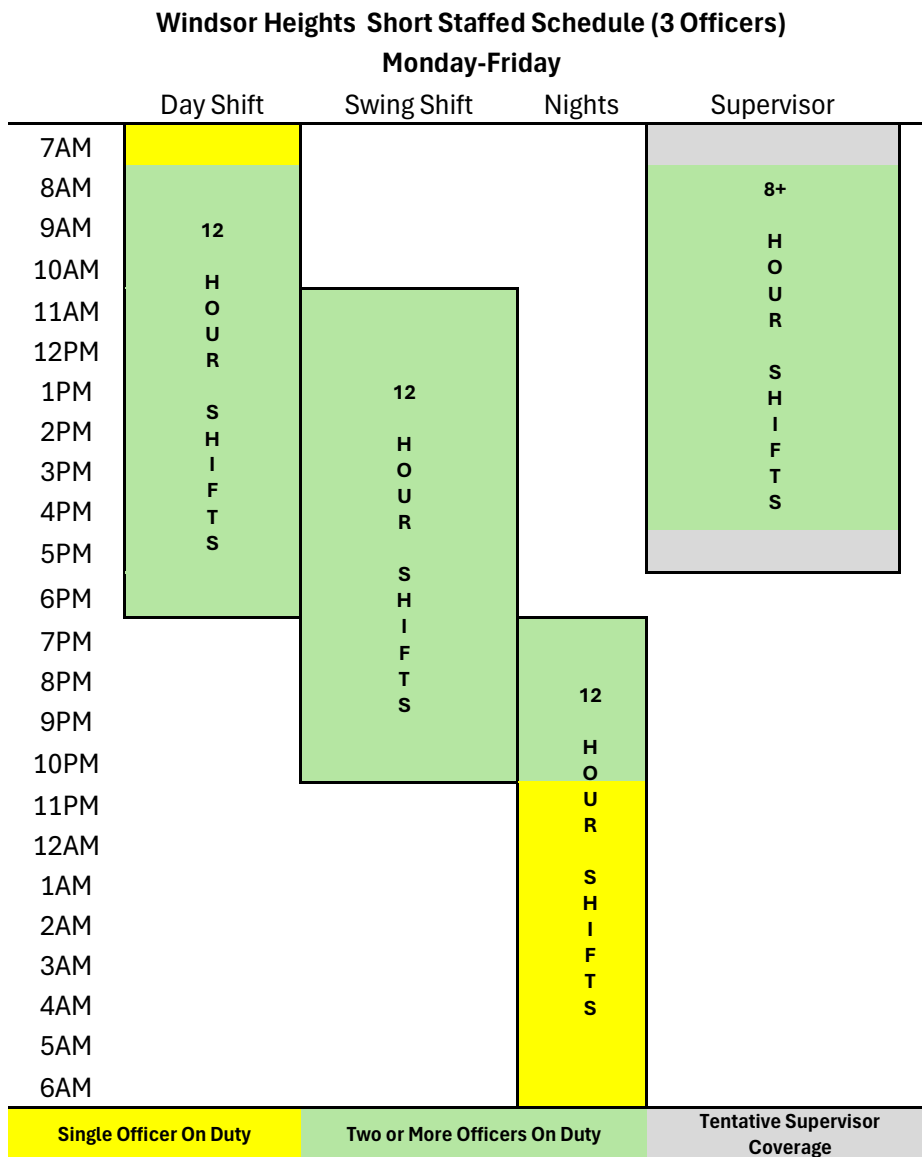 Windsor Heights  Short Staffed Schedule (3 Officers)
Monday-Friday
Day Shift Swing Shift Nights Supervisor
7AM
8AM
9AM
10AM
11AM
12PM
1PM
2PM
3PM
4PM
5PM
6PM
7PM
8PM
9PM
10PM
11PM
12AM
1AM
2AM
3AM
4AM
5AM
6AM
12
H
O
U
R
S
H
I
F
T
S
12
H
O
U
R
S
H
I
F
T
S
12
H
O
U
R
S
H
I
F
T
S
8+
H
O
U
R
S
H
I
F
T
S
Single Officer On Duty
Two or More Officers On Duty
Tentative Supervisor
Coverage